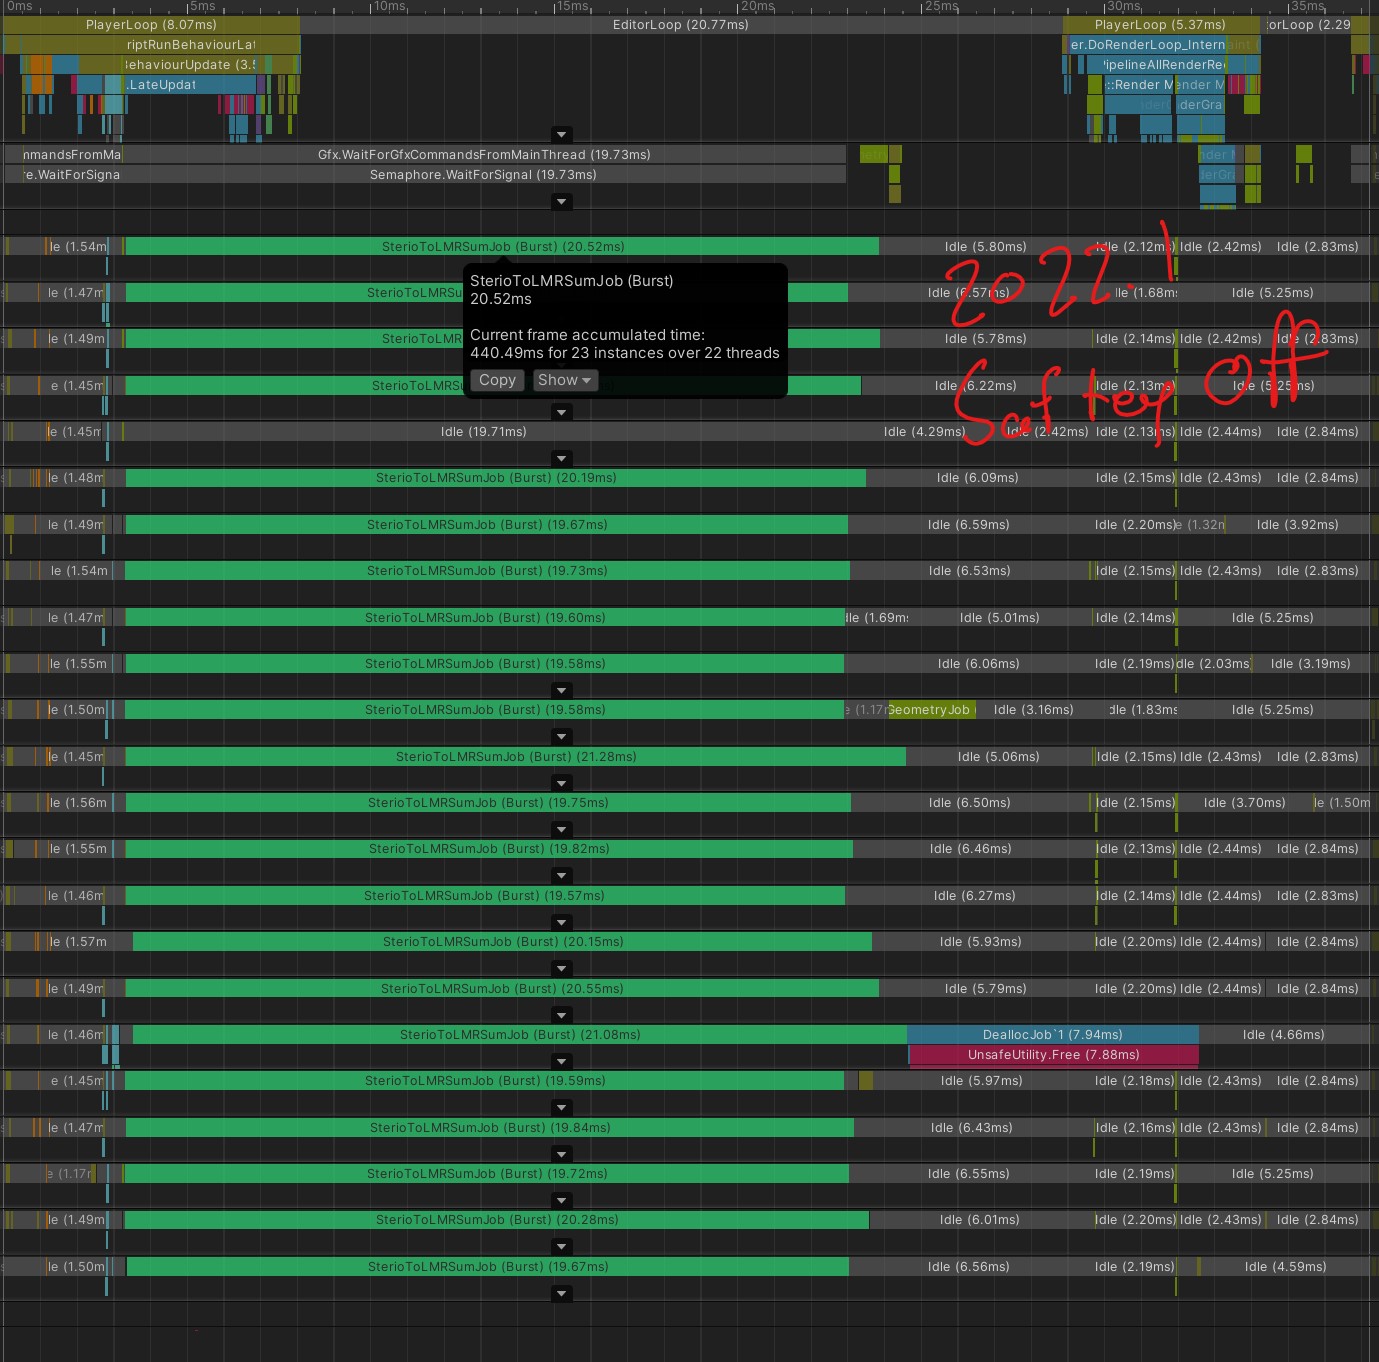 0ms 5ms 10ms 15ms 20ms 25ms 30ms 35ms
PlayerLoop (8.07ms) EditorLoop (20.77ms) PlayerLoop (5.37ms) orLoop (2.29
riptRunBehaviourLat er.DoRenderLoop_Intern
BehaviourUpdate (3.5 ipelineAllRenderRe
.LateUpdat ::Render M ender M
derGra
mmandsFromMa Gfx.WaitForGfxCommandsFromMainThread (19.73ms) nder M
re.WaitForSigna Semaphore.WaitForSignal (19.73ms) derGra
le (1.54m SterioToLMRSumJob (Burst) (20.52ms) Idle (5.80ms) Idle (2.12ms) Idle (2.42ms) Idle (2.83ms)
2022.1
SterioToLMRSumJob (Burst)
20.52ms
le (1.47m SterioToLMRSu Idle (6.57ms) Idle (1.68ms Idle (5.25ms)
Current frame accumulated time:
le (1.49m SterioToLMR Idle (5.78ms) Idle (2.14ms) Idle (2.42ms) Idle (2.83ms)
440.49ms for 23 instances over 22 threads
Copy Show
Saftey Off
e (1.45m SterioToLMRSu Idle (6.22ms) Idle (2.13ms) Idle (5.25ms)
le (1.45m Idle (19.71ms) Idle (4.29ms) Idle (2.42ms) Idle (2.13ms) Idle (2.44ms) Idle (2.84ms)
le (1.48m SterioToLMRSumJob (Burst) (20.19ms) Idle (6.09ms) Idle (2.15ms) Idle (2.43ms) Idle (2.84ms)
le (1.49m SterioToLMRSumJob (Burst) (19.67ms) Idle (6.59ms) Idle (2.20ms) e (1.32m Idle (3.92ms)
le (1.54m SterioToLMRSumJob (Burst) (19.73ms) Idle (6.53ms) Idle (2.15ms) Idle (2.43ms) Idle (2.83ms)
le (1.47m SterioToLMRSumJob (Burst) (19.60ms) dle (1.69ms Idle (5.01ms) Idle (2.14ms) Idle (5.25ms)
le (1.55m SterioToLMRSumJob (Burst) (19.58ms) Idle (6.06ms) Idle (2.19ms) dle (2.03ms) Idle (3.19ms)
le (1.50m SterioToLMRSumJob (Burst) (19.58ms) e (1.17m GeometryJob ( Idle (3.16ms) dle (1.83ms Idle (5.25ms)
le (1.45m SterioToLMRSumJob (Burst) (21.28ms) Idle (5.06ms) Idle (2.15ms) Idle (2.43ms) Idle (2.83ms)
le (1.56m SterioToLMRSumJob (Burst) (19.75ms) Idle (6.50ms) Idle (2.15ms) Idle (3.70ms) le (1.50m
le (1.55m SterioToLMRSumJob (Burst) (19.82ms) Idle (6.46ms) Idle (2.13ms) Idle (2.44ms) Idle (2.84ms)
le (1.46m SterioToLMRSumJob (Burst) (19.57ms) Idle (6.27ms) Idle (2.14ms) Idle (2.44ms) Idle (2.83ms)
le (1.57m SterioToLMRSumJob (Burst) (20.15ms) Idle (5.93ms) Idle (2.20ms) Idle (2.44ms) Idle (2.84ms)
le (1.49m SterioToLMRSumJob (Burst) (20.55ms) Idle (5.79ms) Idle (2.20ms) Idle (2.44ms) Idle (2.84ms)
le (1.46m SterioToLMRSumJob (Burst) (21.08ms) DeallocJob`1 (7.94ms) Idle (4.66ms)
UnsafeUtility.Free (7.88ms)
e (1.45m SterioToLMRSumJob (Burst) (19.59ms) Idle (5.97ms) Idle (2.18ms) Idle (2.43ms) Idle (2.84ms)
le (1.47m SterioToLMRSumJob (Burst) (19.84ms) Idle (6.43ms) Idle (2.16ms) Idle (2.43ms) Idle (2.84ms)
e (1.17m SterioToLMRSumJob (Burst) (19.72ms) Idle (6.55ms) Idle (2.19ms) Idle (5.25ms)
le (1.49m SterioToLMRSumJob (Burst) (20.28ms) Idle (6.01ms) Idle (2.20ms) Idle (2.43ms) Idle (2.84ms)
le (1.50m SterioToLMRSumJob (Burst) (19.67ms) Idle (6.56ms) Idle (2.19ms) Idle (4.59ms)